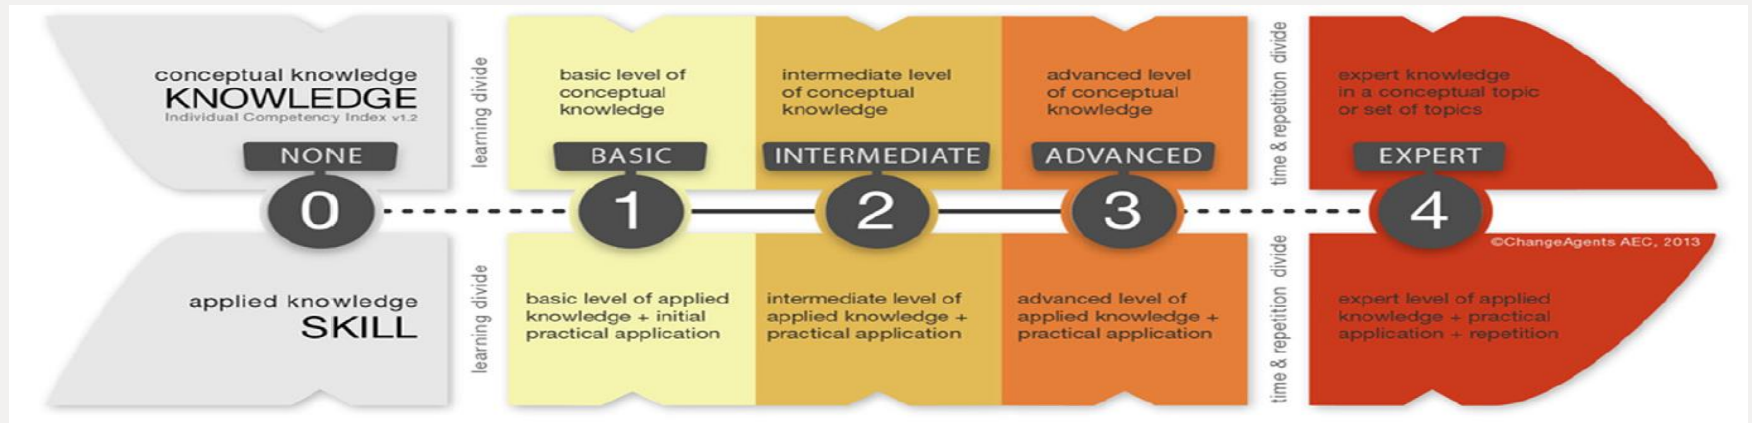 conceptual knowledge
KNOWLEDGE
Individual Competency Index v1.2
learning divide
basic level of
conceptual
knowledge
intermediate level
of conceptual
knowledge
advanced level
of conceptual
knowledge
time & repetition divide
expert knowledge
in a conceptual topic
or set of topics
NONE
BASIC
INTERMEDIATE
ADVANCED
EXPERT
0
1
2
3
4
©ChangeAgents AEC, 2013
applied knowledge
SKILL
learning divide
basic level of applied
knowledge + initial
practical application
intermediate level of
applied knowledge +
practical application
advanced level of
applied knowledge +
practical application
time & repetition divide
expert level of applied
knowledge + practical
application + repetition